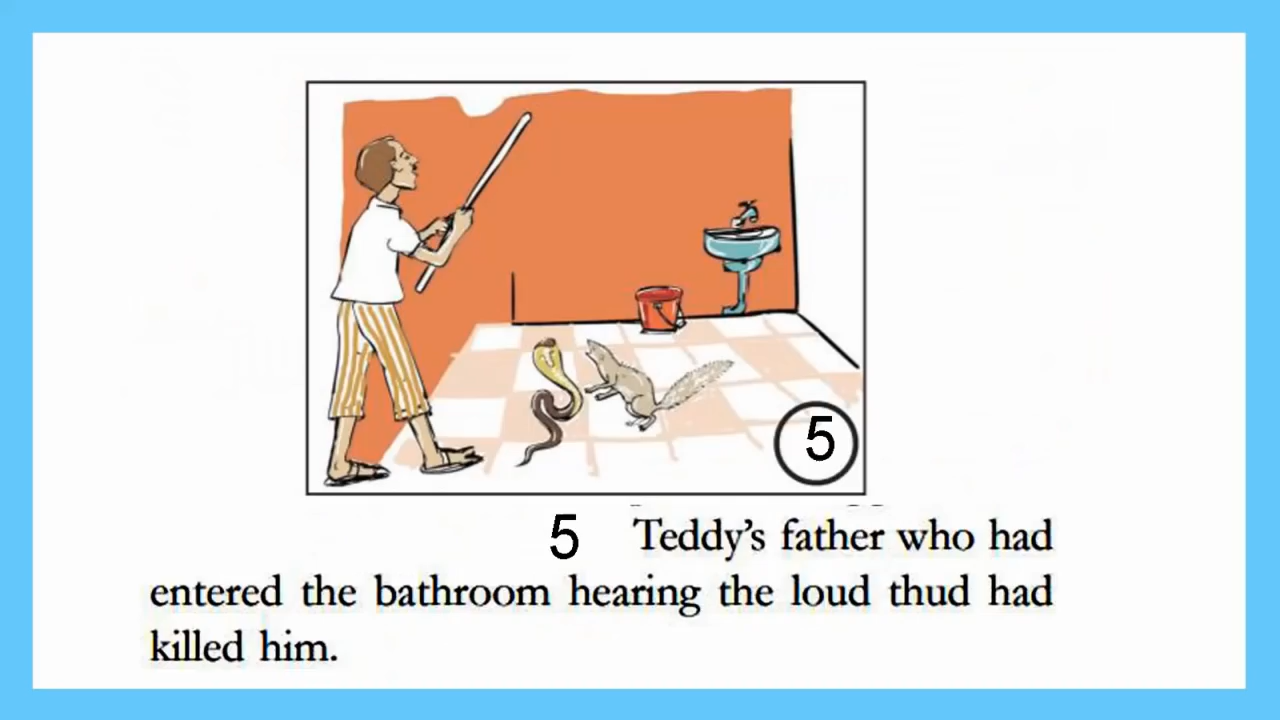 5
5 Teddy's father who had
entered the bathroom hearing the loud thud had
killed him.